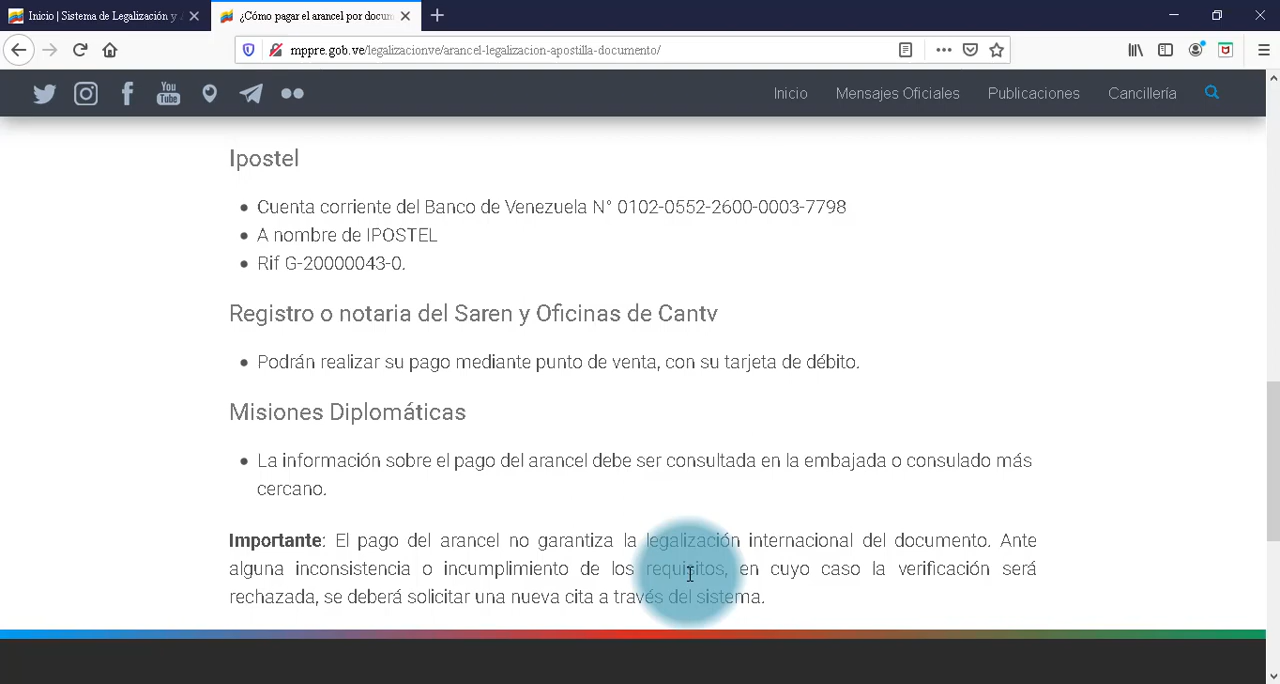 Inicio | Sistema de Legalización y
¿Cómo pagar el arancel por docum
mppre.gob.ve/legalizacionve/arancel-legalizacion-apostilla-documento/
You Tube
Inicio Mensajes Oficiales Publicaciones Cancillería
Ipostel
Cuenta corriente del Banco de Venezuela N° 0102-0552-2600-0003-7798
A nombre de IPOSTEL
Rif G-20000043-0.
Registro o notaria del Saren y Oficinas de Cantv
Podrán realizar su pago mediante punto de venta, con su tarjeta de débito.
Misiones Diplomáticas
La información sobre el pago del arancel debe ser consultada en la embajada o consulado más
cercano.
Importante: El pago del arancel no garantiza la legalización internacional del documento. Ante
alguna inconsistencia o incumplimiento de los requisitos, en cuyo caso la verificación será
rechazada, se deberá solicitar una nueva cita a través del sistema.